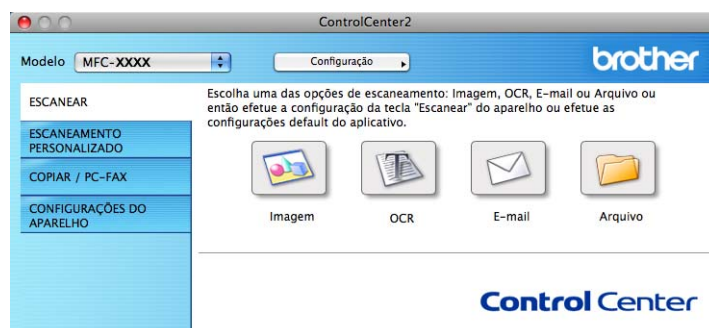 ControlCenter2
Modelo MFC-XXXX Configuração brother
ESCANEAR
ESCANEAMENTO
PERSONALIZADO
COPIAR / PC-FAX
CONFIGURAÇÕES DO
APARELHO
Escolha uma das opções de escaneamento: Imagem, OCR, E-mail ou Arquivo ou
então efetue a configuração da tecla "Escanear" do aparelho ou efetue as
configurações default do aplicativo.
Imagem OCR E-mail Arquivo
Control Center